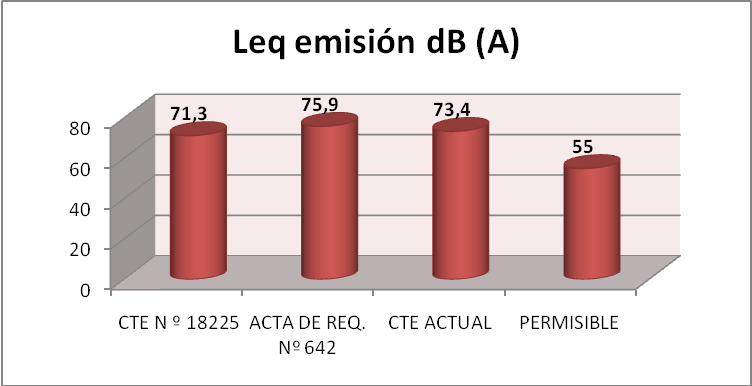 Leq emisión dB (A)
71,3
75,9
73,4
55
80
60
40
20
0
CTE N º 18225
ACTA DE REQ.
Nº 642
CTE ACTUAL
PERMISIBLE